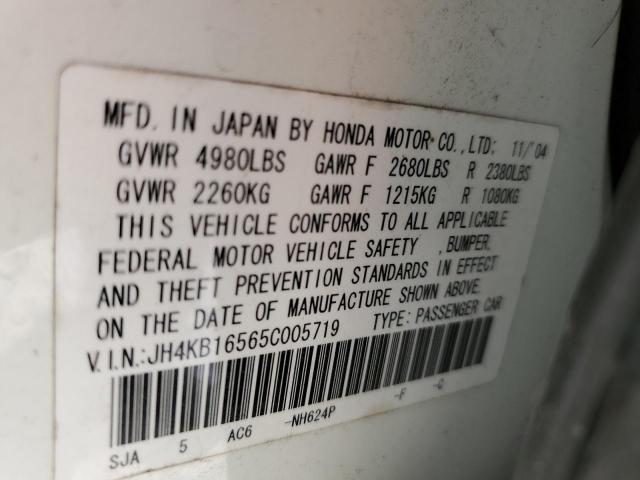 MFD. IN JAPAN BY HONDA MOTOR CO.,LTD; 11/'04
GVWR 4980LBS GAWR F 2680LBS R 2380LBS
GVWR 2260KG GAWR F 1215KG R 1080KG
THIS VEHICLE CONFORMS TO ALL APPLICABLE
FEDERAL MOTOR VEHICLE SAFETY , BUMPER,
AND THEFT PREVENTION STANDARDS IN EFFECT
ON THE DATE OF MANUFACTURE SHOWN ABOVE.
V.I.N.:JH4KB16565C005719 TYPE: PASSENGER CAR
SJA 5 AC6 -NH624P -F -Q